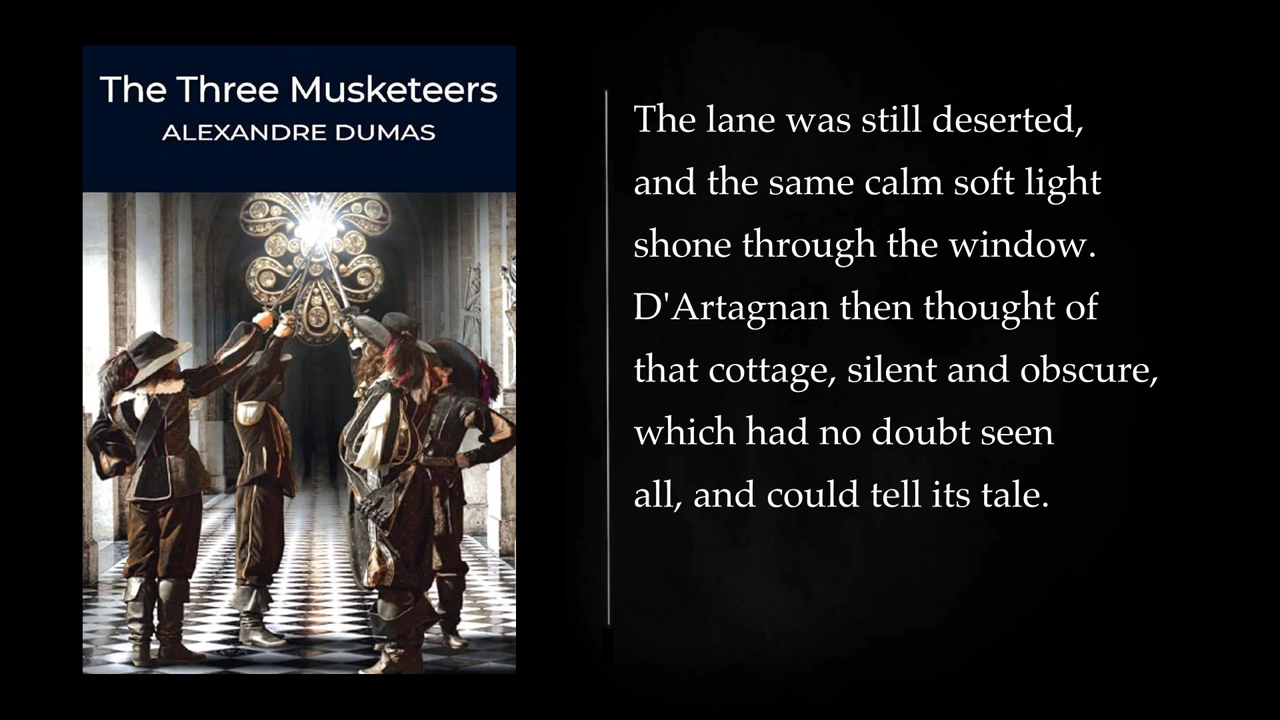 The Three Musketeers
ALEXANDRE DUMAS
The lane was still deserted,
and the same calm soft light
shone through the window.
D'Artagnan then thought of
that cottage, silent and obscure,
which had no doubt seen
all, and could tell its tale.